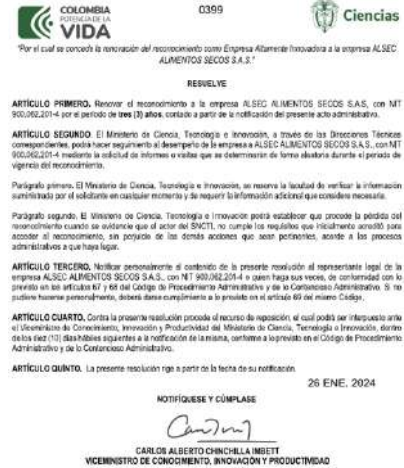 COLOMBIA
POTENCIA DE LA
VIDA
0399
Ciencias
"Por el cual se concede la renovación del reconocimiento como Empresa Altamente Innovadora a la empresa ALSEC
ALIMENTOS SECOS S.A.S."
RESUELVE
ARTÍCULO PRIMERO. Renovar el reconocimiento a la empresa ALSEC ALIMENTOS SECOS S.A.S, con NIT
900,062,201-4 por el periodo de tres (3) años, contado a partir de la notificación del presente acto administrativo.
ARTÍCULO SEGUNDO. El Ministerio de Ciencia, Tecnología e Innovación, a través de las Direcciones Técnicas
correspondientes, podrá hacer seguimiento al desempeño de la empresa a ALSEC ALIMENTOS SECOS S.A.S., con NIT
900,062,201-4 mediante la solicitud de informes o visitas que se determinarán de forma aleatoria durante el periodo de
vigencia del reconocimiento.
Parágrafo primero. El Ministerio de Ciencia, Tecnología e Innovación, se reserva la facultad de verificar la información
suministrada por el solicitante en cualquier momento y de requerir la información adicional que considere necesaria.
Parágrafo segundo. El Ministerio de Ciencia, Tecnología e Innovación podrá establecer que procede la pérdida del
reconocimiento cuando se evidencie que el actor del SNCTI, no cumple los requisitos que inicialmente acreditó para
acceder al reconocimiento, sin perjuicio de las demás acciones que sean pertinentes, acorde a los procesos
administrativos a que haya lugar.
ARTÍCULO TERCERO. Notificar personalmente el contenido de la presente resolución al representante legal de la
empresa ALSEC ALIMENTOS SECOS S.A.S., con NIT 900,062,201-4 o quien haga sus veces, de conformidad con lo
previsto en los artículos 67 y 68 del Código de Procedimiento Administrativo y de lo Contencioso Administrativo. Si no
pudiere hacerse personalmente, deberá darse cumplimiento a lo previsto en el artículo 69 del mismo Código.
ARTÍCULO CUARTO. Contra la presente resolución procede el recurso de reposición, el cual podrá ser interpuesto ante
el Viceministro de Conocimiento, Innovación y Productividad del Ministerio de Ciencia, Tecnología e Innovación, dentro
de los diez (10) días hábiles siguientes a la notificación de la misma, conforme a lo previsto en el Código de Procedimiento
Administrativo y de lo Contencioso Administrativo.
ARTÍCULO QUINTO. La presente resolución rige a partir de la fecha de su notificación.
26 ENE. 2024
NOTIFÍQUESE Y CÚMPLASE
CARLOS ALBERTO CHINCHILLA IMBETT
VICEMINISTRO DE CONOCIMIENTO, INNOVACIÓN Y PRODUCTIVIDAD